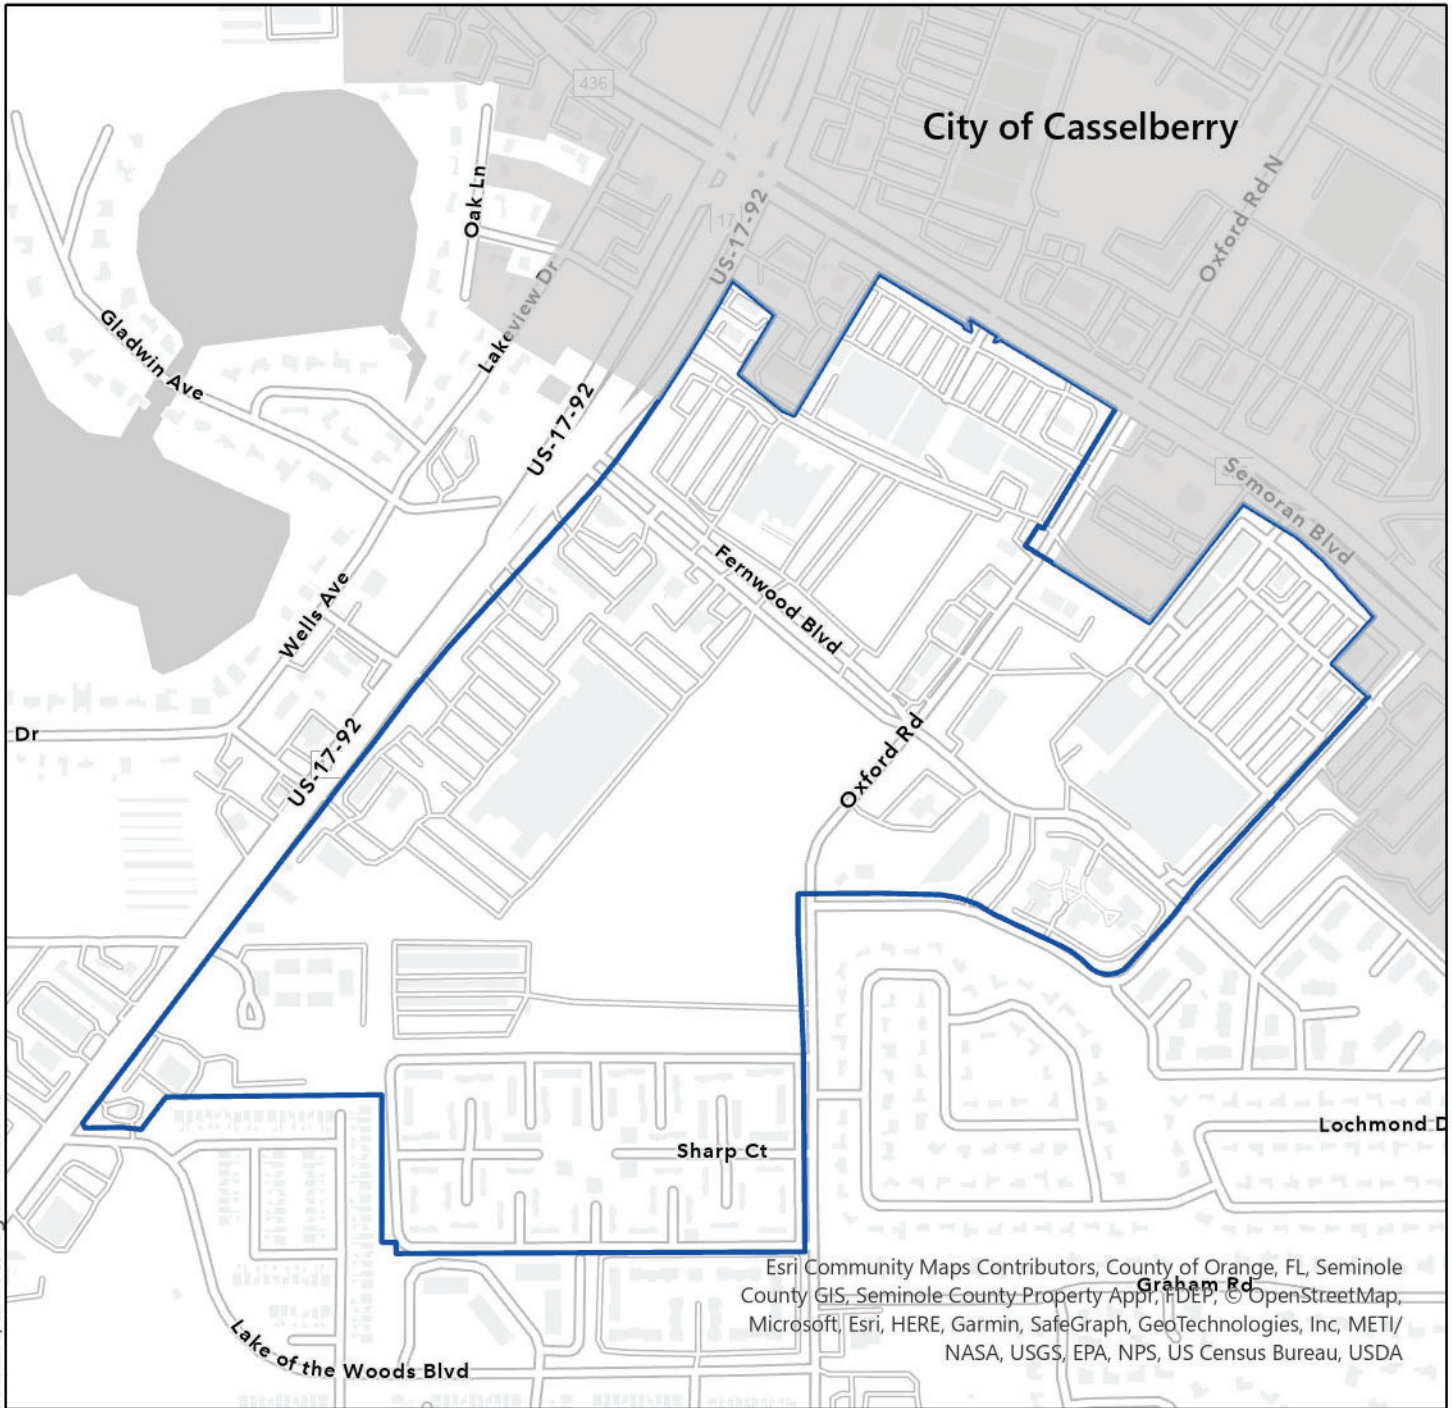 436
City of Casselberry
Oak Ln
17
US-17-92
Oxford Rd N
Lakeview Dr
Gladwin Ave
US-17-92
Semoran Blvd
Fernwood Blvd
Wells Ave
Dr
US-17-92
Oxford Rd
Lochmond D
Sharp Ct
Graham Rd
Esri Community Maps Contributors, County of Orange, FL, Seminole
County GIS, Seminole County Property Appr, FDEP, © OpenStreetMap,
Microsoft, Esri, HERE, Garmin, SafeGraph, GeoTechnologies, Inc, METI/
NASA, USGS, EPA, NPS, US Census Bureau, USDA
Lake of the Woods Blvd